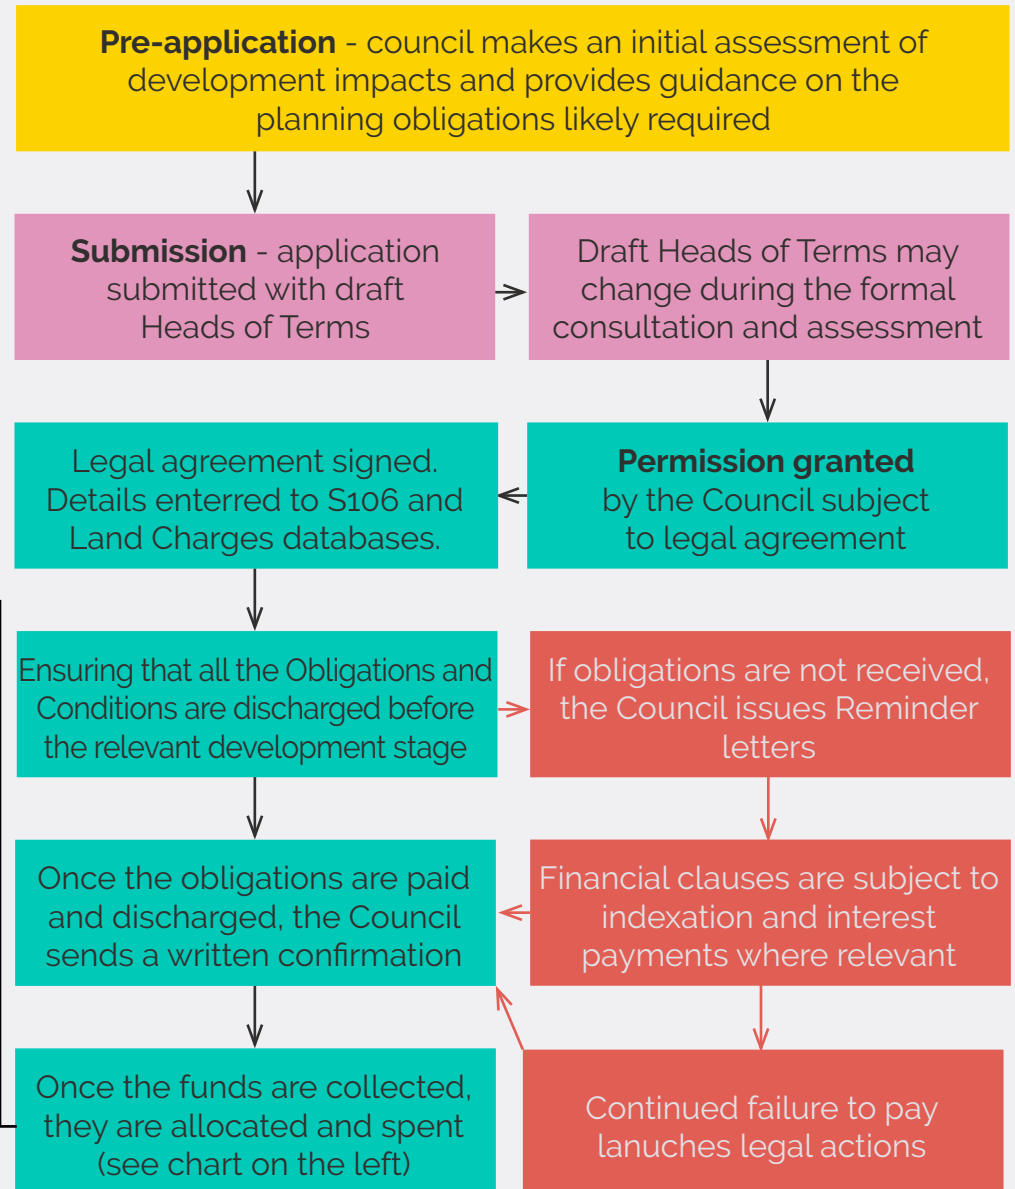 Pre-application - council makes an initial assessment of
development impacts and provides guidance on the
planning obligations likely required
Submission - application
submitted with draft
Heads of Terms
Draft Heads of Terms may
change during the formal
consultation and assessment
Permission granted
by the Council subject
to legal agreement
Legal agreement signed.
Details enterred to S106 and
Land Charges databases.
Ensuring that all the Obligations and
Conditions are discharged before
the relevant development stage
If obligations are not received,
the Council issues Reminder
letters
Financial clauses are subject to
indexation and interest
payments where relevant
Once the obligations are paid
and discharged, the Council
sends a written confirmation
Continued failure to pay
lanuches legal actions
Once the funds are collected,
they are allocated and spent
(see chart on the left)